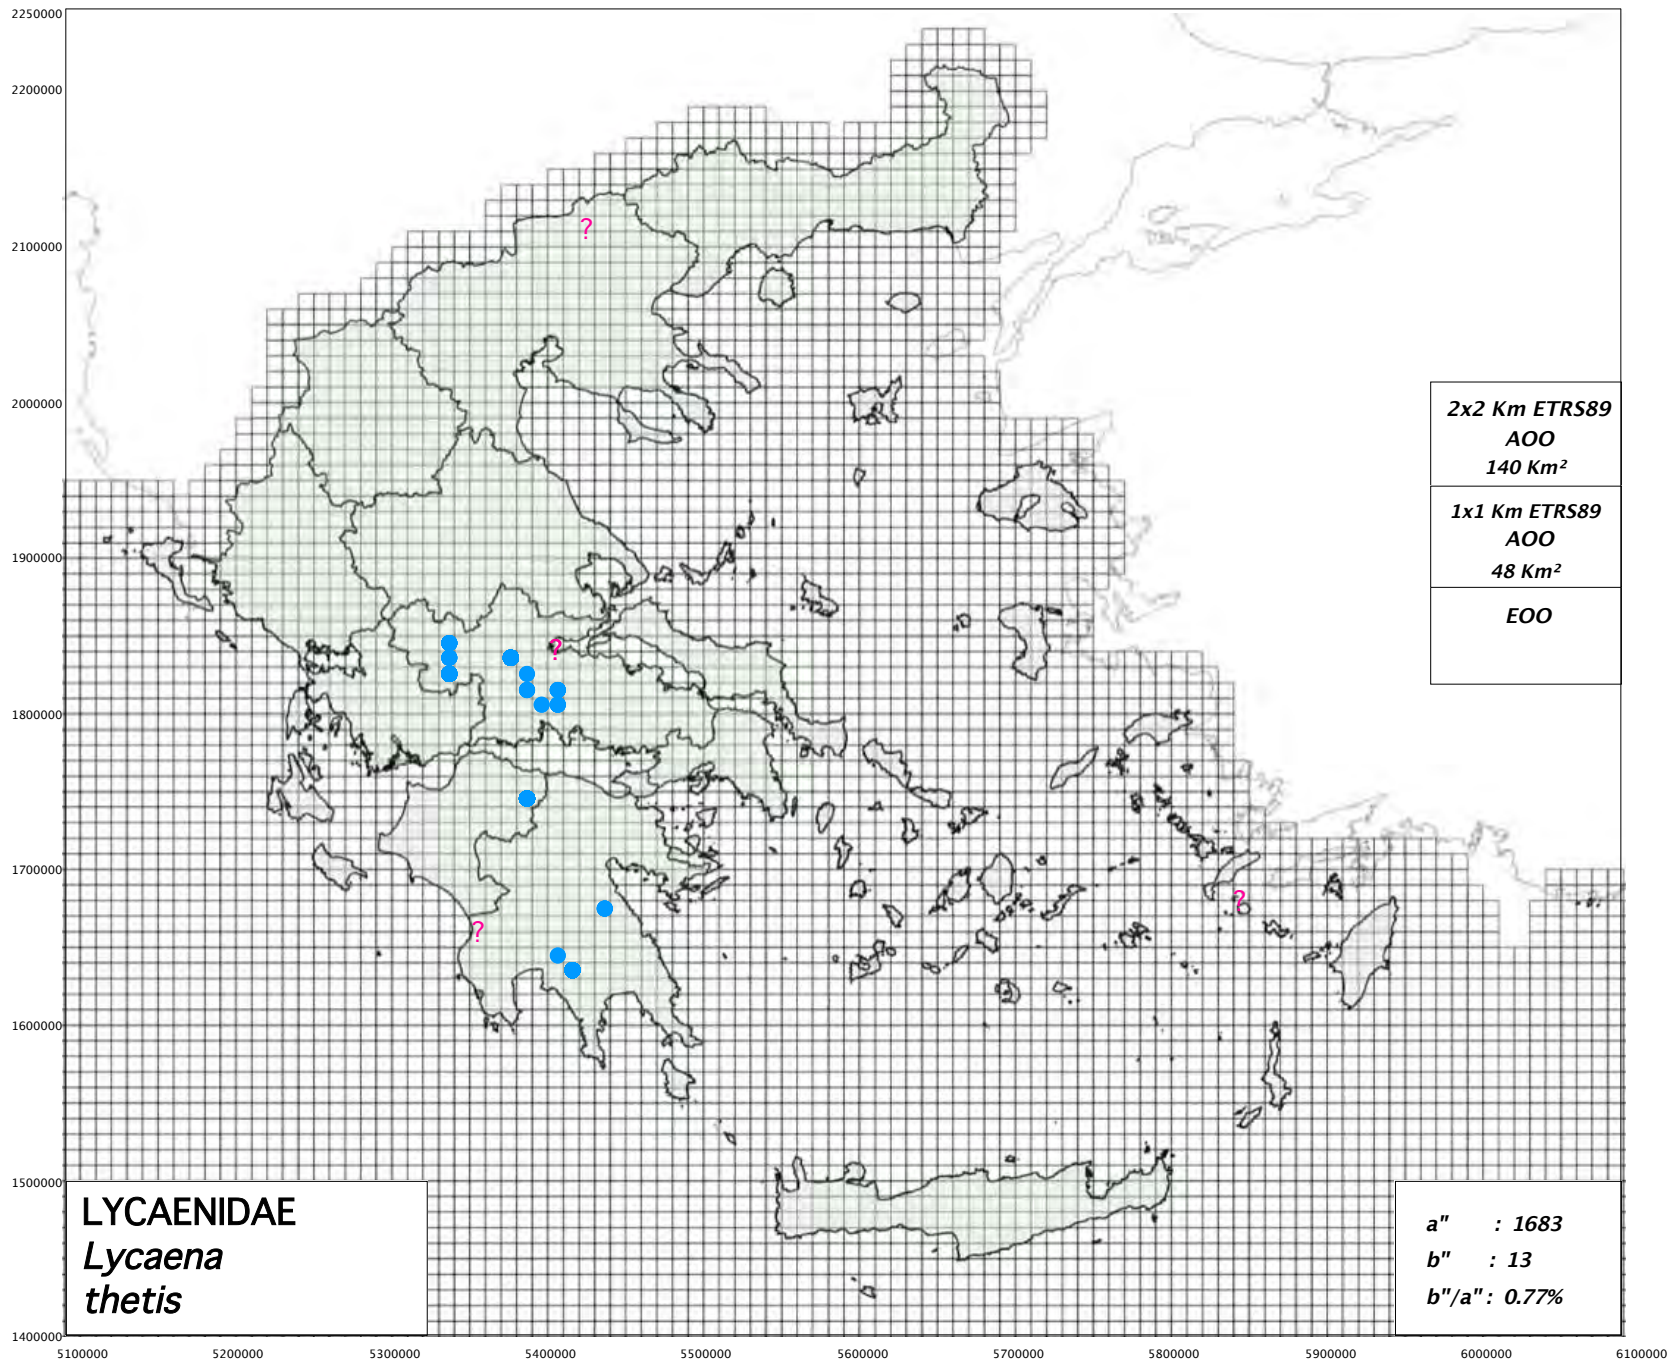 2250000
2200000
2100000
2000000
1900000
1800000
1700000
1600000
1500000
1400000
?
?
?
?
2x2 Km ETRS89
AOO
140 Km²
1x1 Km ETRS89
AOO
48 Km²
EOO
LYCAENIDAE
Lycaena
thetis
a" : 1683
b" : 13
b"/a" : 0.77%
5100000 5200000 5300000 5400000 5500000 5600000 5700000 5800000 5900000 6000000 6100000